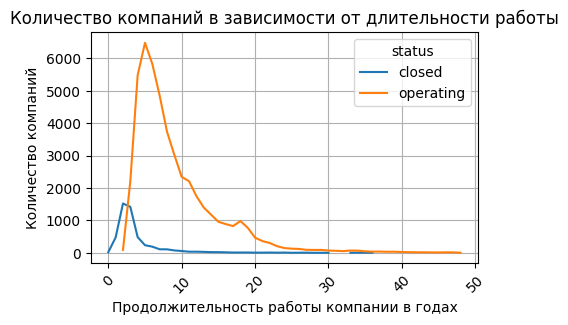 Количество компаний в зависимости от длительности работы
status
closed
operating
Количество компаний
6000
5000
4000
3000
2000
1000
0
0
10
20
30
40
50
Продолжительность работы компании в годах